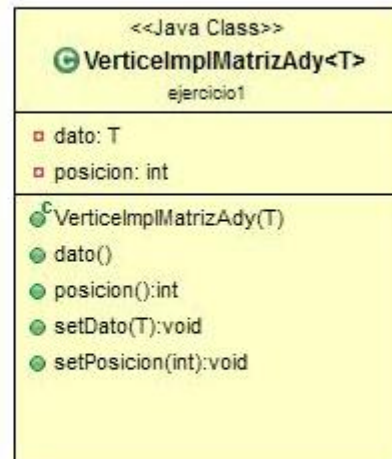 <<Java Class>>
C VerticeImplMatrizAdy<T>
ejercicio1
dato: T
posicion: int
C VerticeImplMatrizAdy(T)
dato()
posicion():int
setDato(T):void
setPosicion(int):void